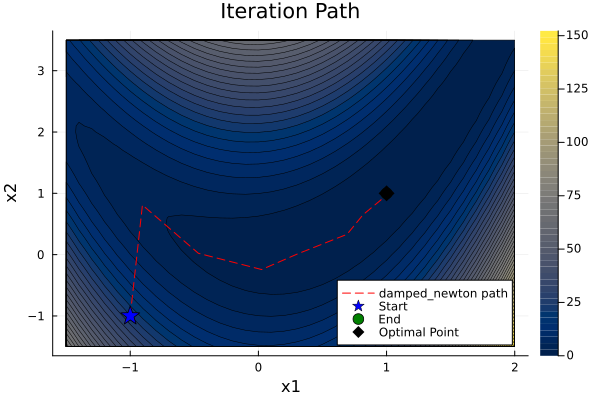 Iteration Path
150
125
100
75
50
25
0
3
2
1
0
−1
x2
damped_newton path
Start
End
Optimal Point
−1
0
1
2
x1